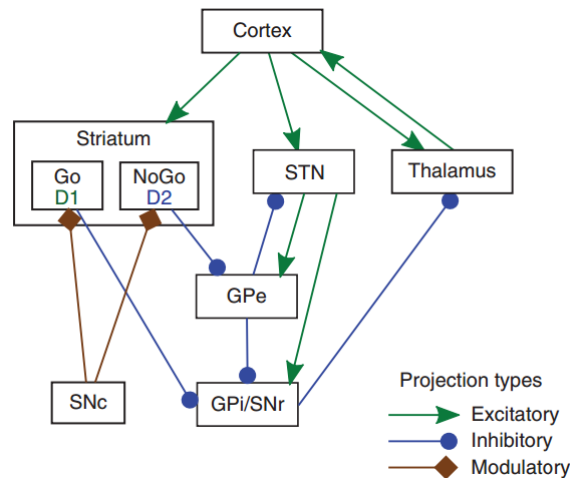 Cortex
Striatum
Go
D1
NoGo
D2
STN
Thalamus
GPe
SNc
GPi/SNr
Projection types
Excitatory
Inhibitory
Modulatory